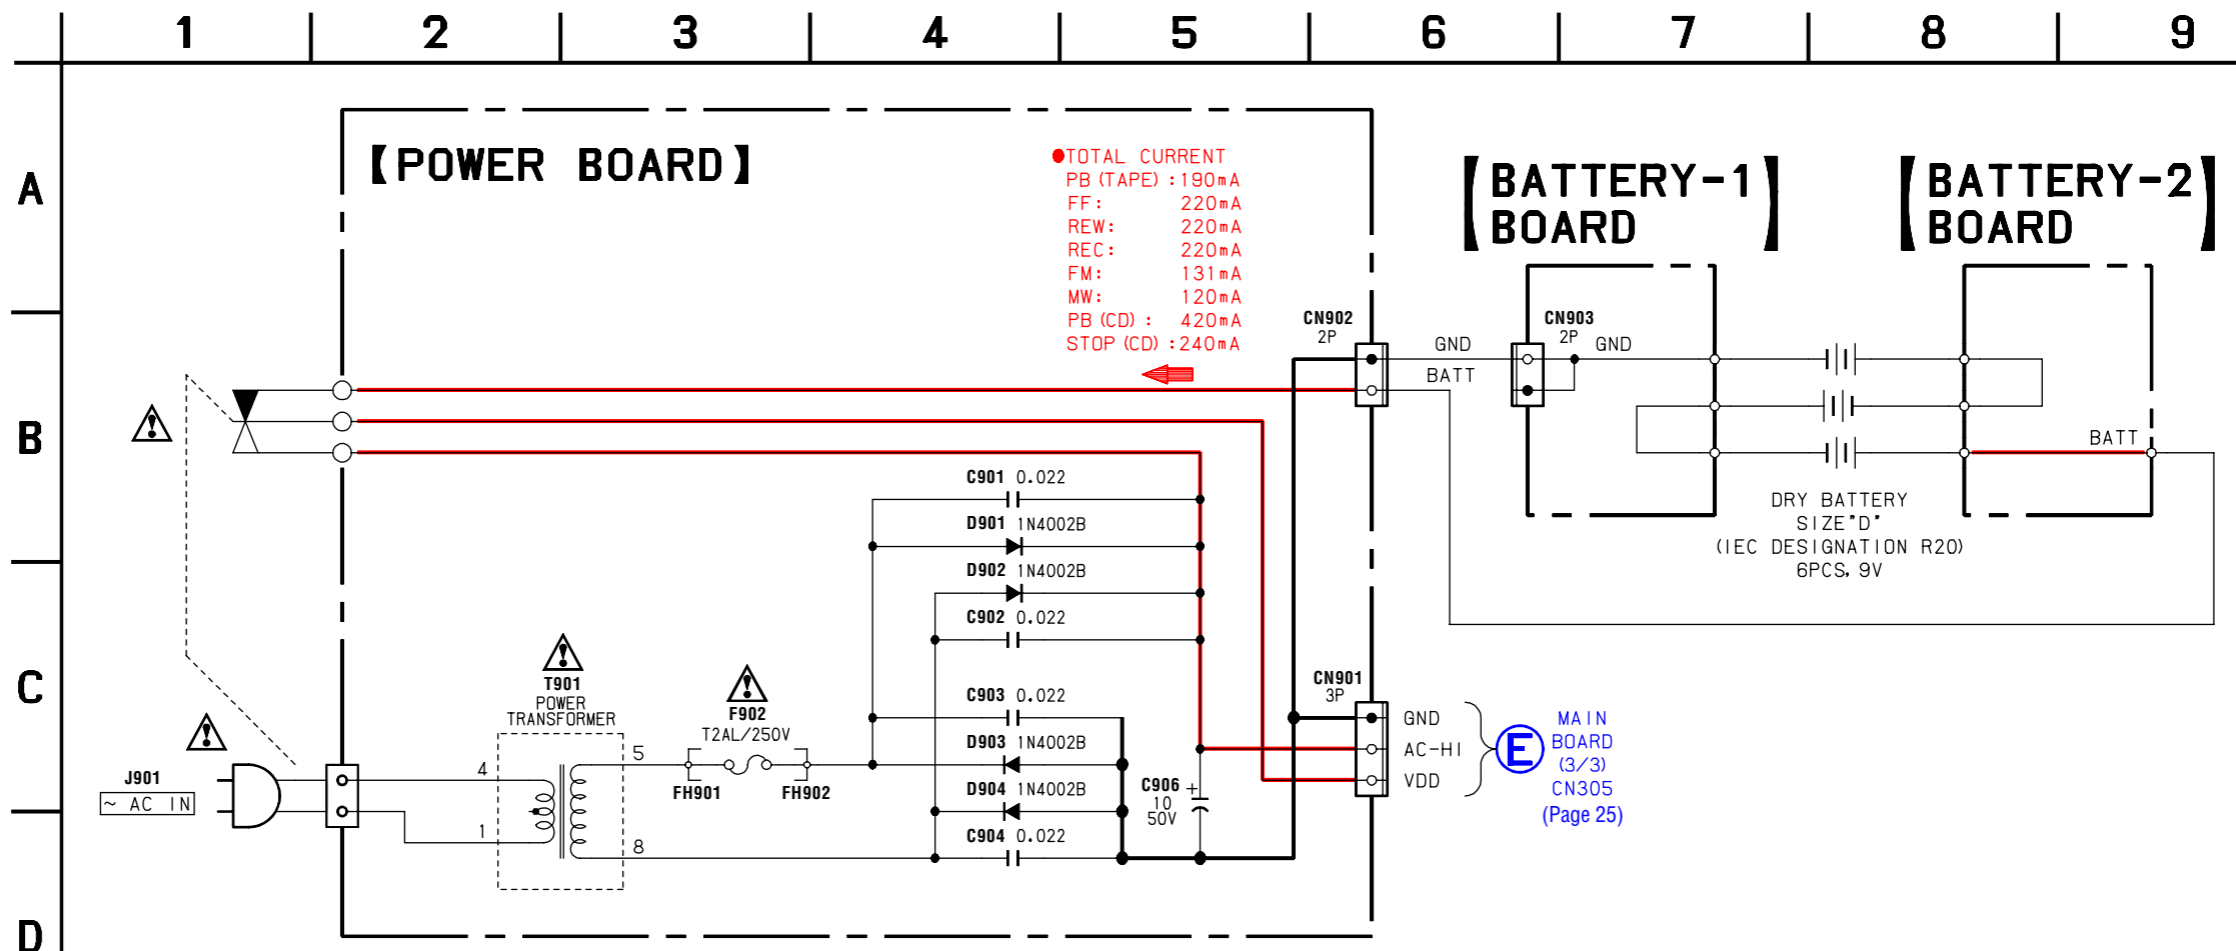 1 2 3 4 5 6 7 8 9
A
B
C
D
【POWER BOARD】
●TOTAL CURRENT
PB (TAPE) :190mA
FF: 220mA
REW: 220mA
REC: 220mA
FM: 131mA
MW: 120mA
PB (CD) : 420mA
STOP (CD) :240mA
【BATTERY-1
BOARD】
【BATTERY-2
BOARD】
CN902
2P
GND
BATT
CN903
2P
GND
BATT
DRY BATTERY
SIZE"D"
(IEC DESIGNATION R20)
6PCS, 9V
C901 0.022
D901 1N4002B
D902 1N4002B
C902 0.022
C903 0.022
D903 1N4002B
D904 1N4002B
C904 0.022
C906 +
10
50V
CN901
3P
GND
AC-HI
VDD
E
MAIN
BOARD
(3/3)
CN305
(Page 25)
!
!
!
T901
POWER
TRANSFORMER
!
F902
T2AL/250V
FH901
FH902
4
1
5
8
J901
~ AC IN